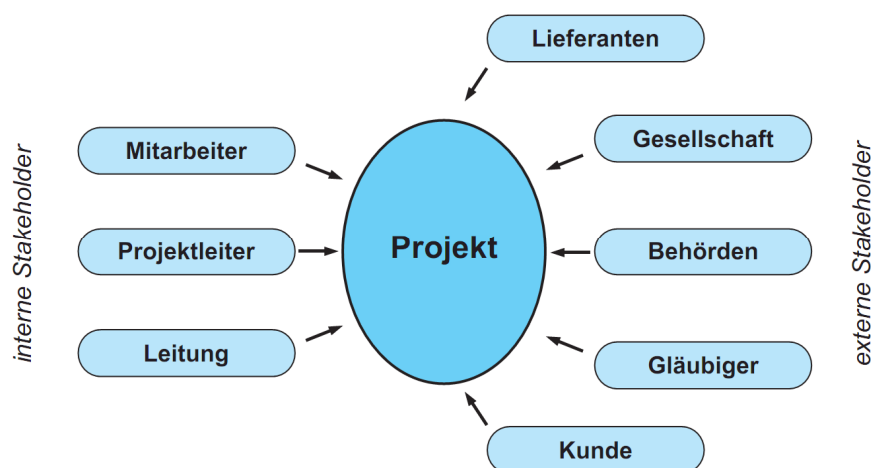 Lieferanten
interne Stakeholder
Mitarbeiter
Projektleiter
Leitung
Projekt
Gesellschaft
Behörden
Gläubiger
Kunde
externe Stakeholder